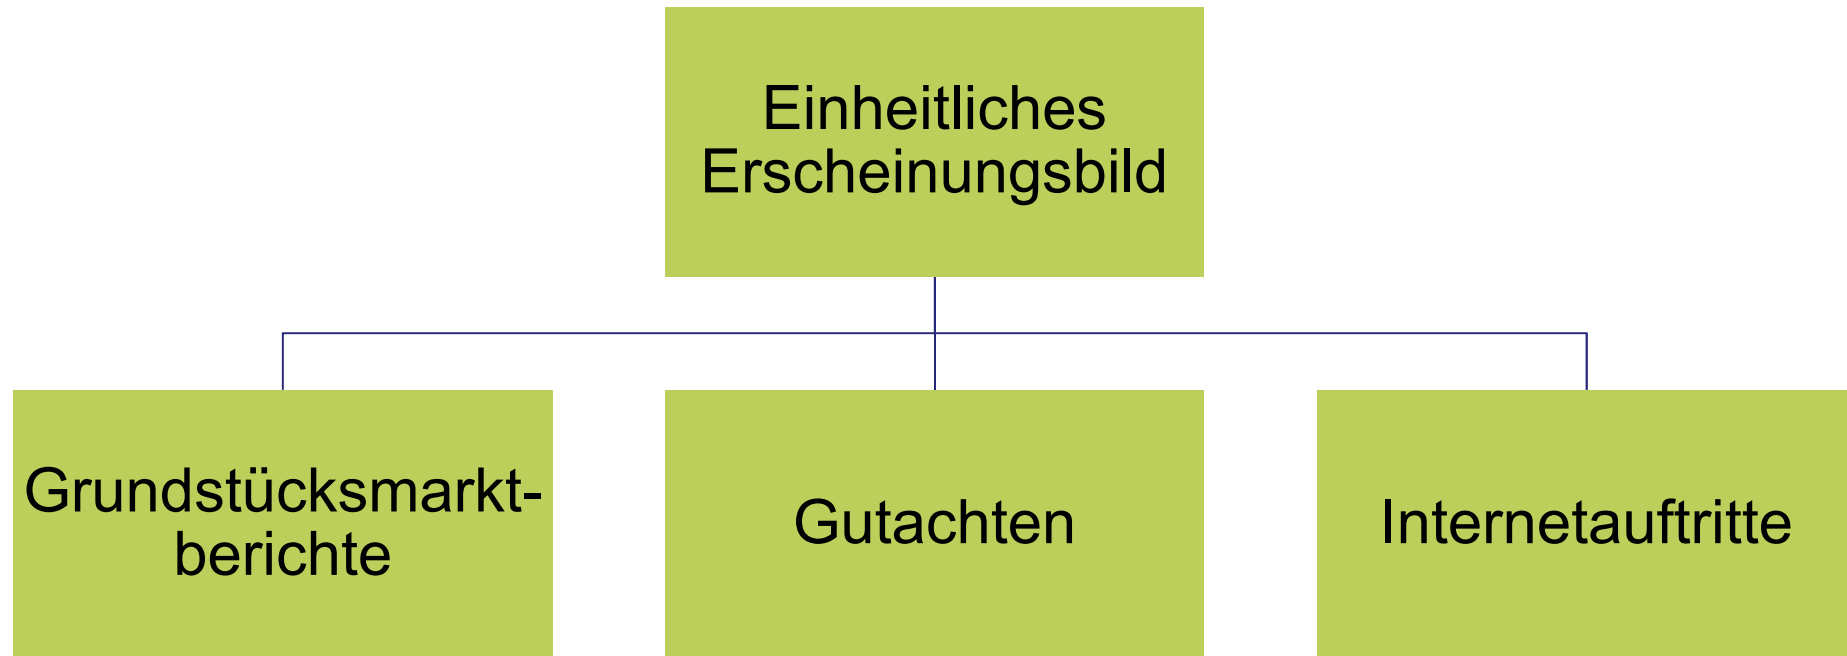 Einheitliches
Erscheinungsbild
Grundstücksmarkt-
berichte
Gutachten
Internetauftritte